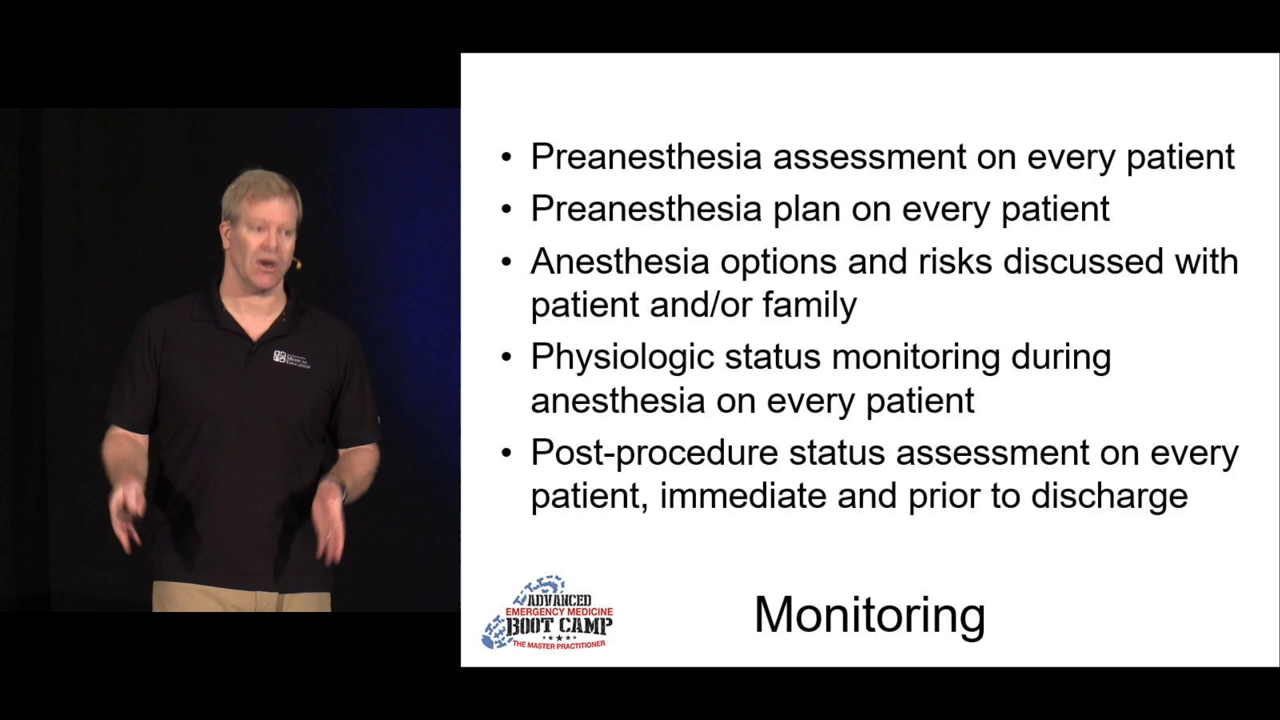 • Preanesthesia assessment on every patient
• Preanesthesia plan on every patient
• Anesthesia options and risks discussed with
patient and/or family
• Physiologic status monitoring during
anesthesia on every patient
• Post-procedure status assessment on every
patient, immediate and prior to discharge
ADVANCED
EMERGENCY MEDICINE
BOOT CAMP
THE MASTER PRACTITIONER
Monitoring
MEDICAL
EDUCATION